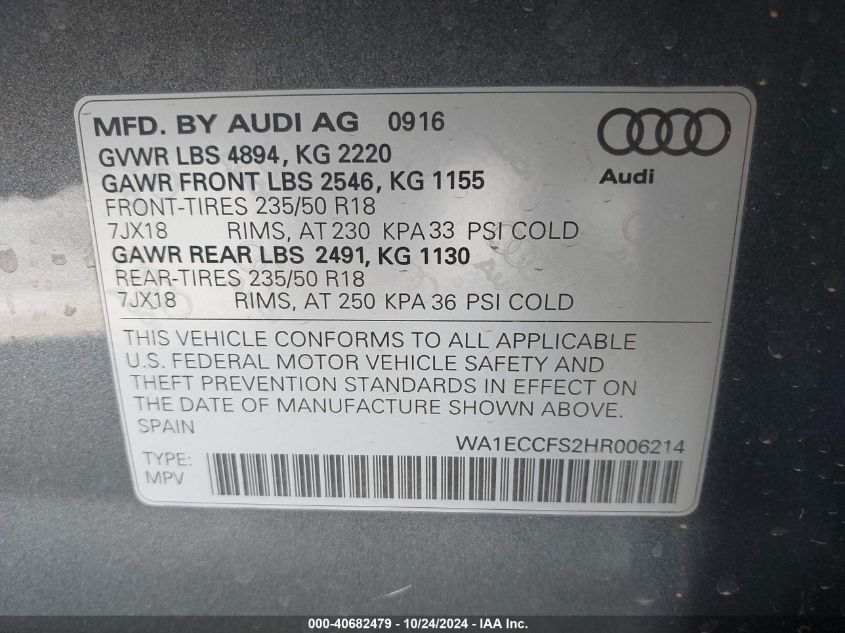 MFD. BY AUDI AG 0916
GVWR LBS 4894, KG 2220
GAWR FRONT LBS 2546, KG 1155
FRONT-TIRES 235/50 R18
7JX18 RIMS, AT 230 KPA 33 PSI COLD
GAWR REAR LBS 2491, KG 1130
REAR-TIRES 235/50 R18
7JX18 RIMS, AT 250 KPA 36 PSI COLD
Audi
THIS VEHICLE CONFORMS TO ALL APPLICABLE
U.S. FEDERAL MOTOR VEHICLE SAFETY AND
THEFT PREVENTION STANDARDS IN EFFECT ON
THE DATE OF MANUFACTURE SHOWN ABOVE.
SPAIN
WA1ECCFS2HR006214
TYPE:
MPV
000-40682479 - 10/24/2024 - IAA, Inc.